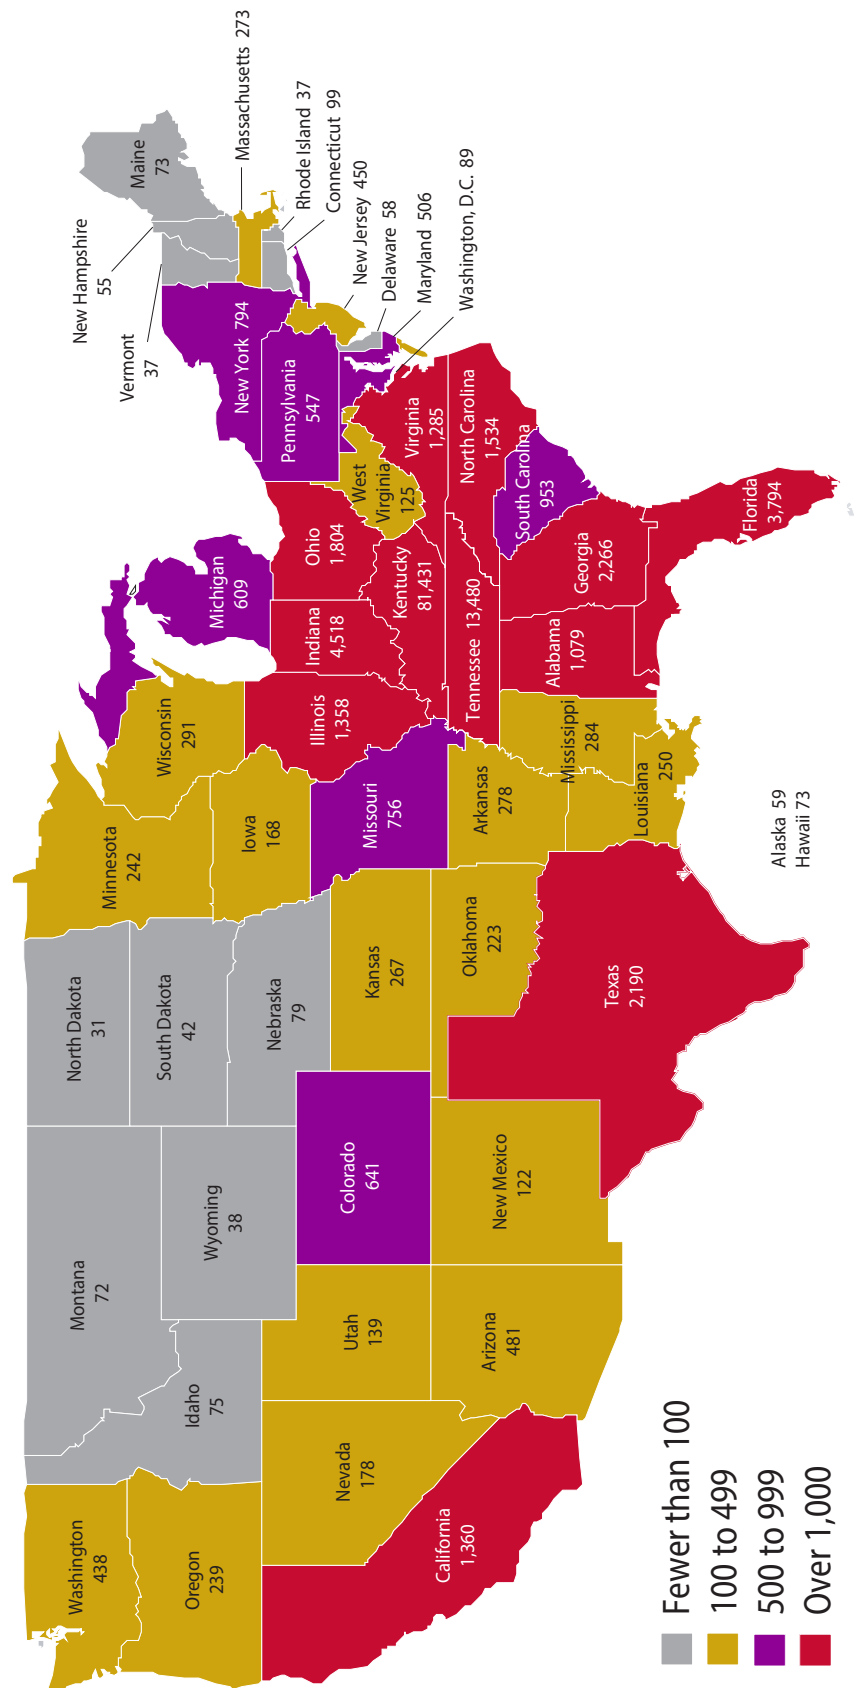 Washington
438
Oregon
239
California
1,360
Nevada
178
Idaho
75
Montana
72
Wyoming
38
Utah
139
Arizona
481
Colorado
641
New Mexico
122
North Dakota
31
South Dakota
42
Nebraska
79
Kansas
267
Oklahoma
223
Texas
2,190
Minnesota
242
Iowa
168
Missouri
756
Arkansas
278
Louisiana
250
Wisconsin
291
Illinois
1,358
Mississippi
284
Michigan
609
Indiana
4,518
Ohio
1,804
Kentucky
81,431
Tennessee 13,480
Alabama
1,079
Georgia
2,266
Florida
3,794
South Carolina
953
North Carolina
1,534
Virginia
1,285
West
Virginia
125
Pennsylvania
547
New York 794
Vermont
37
New Hampshire
55
Maine
73
Massachusetts 273
Rhode Island 37
Connecticut 99
New Jersey 450
Delaware 58
Maryland 506
Washington, D.C. 89
Alaska 59
Hawaii 73
Fewer than 100
100 to 499
500 to 999
Over 1,000